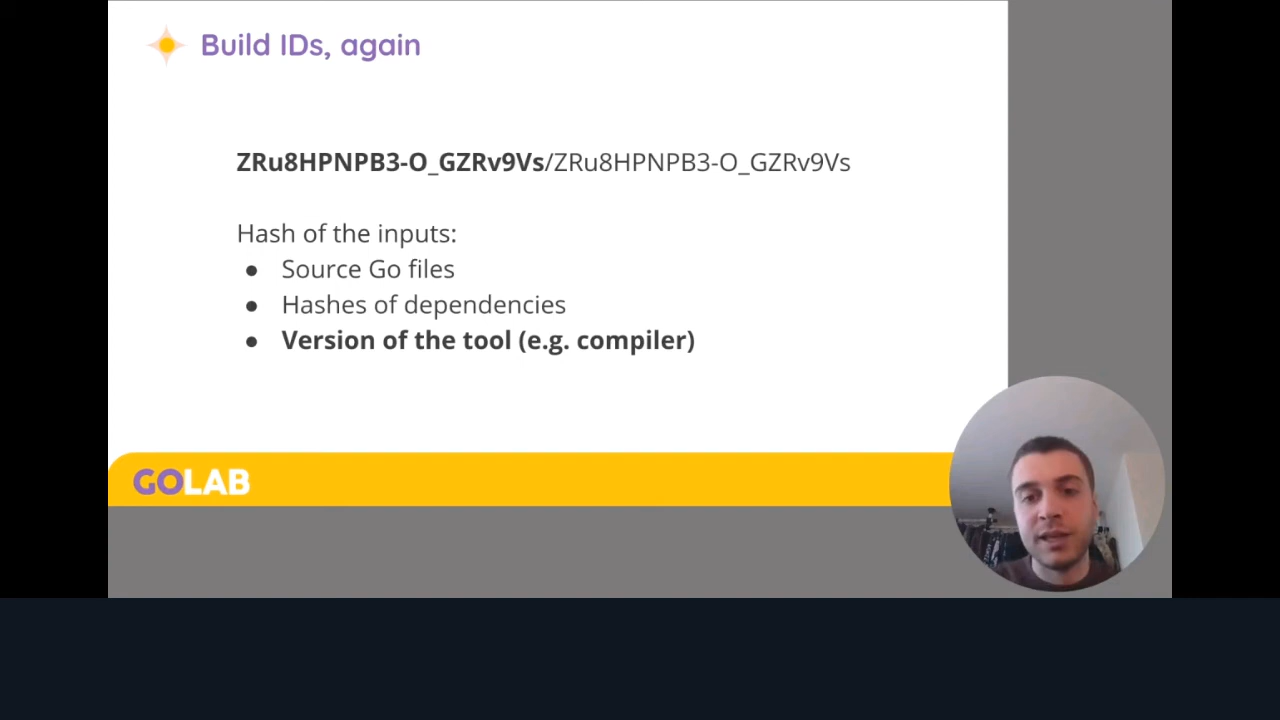 Build IDs, again
ZRu8HPNPB3-O_GZRv9Vs/ZRu8HPNPB3-O_GZRv9Vs
Hash of the inputs:
● Source Go files
● Hashes of dependencies
● Version of the tool (e.g. compiler)
GOLAB